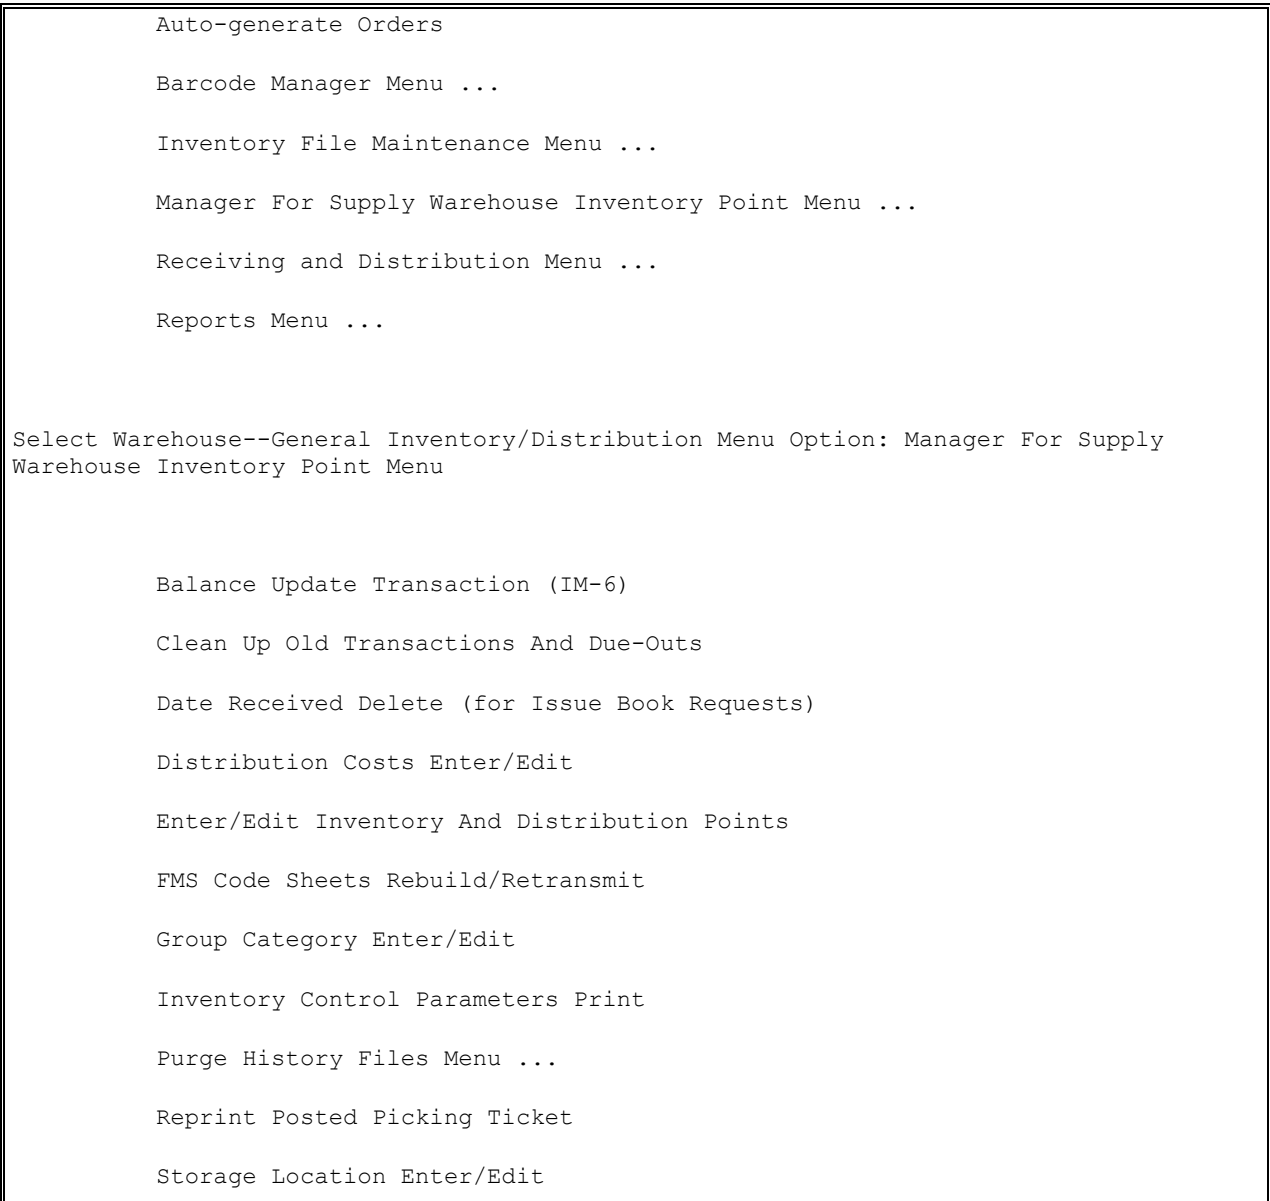 Auto-generate Orders
Barcode Manager Menu ...
Inventory File Maintenance Menu ...
Manager For Supply Warehouse Inventory Point Menu ...
Receiving and Distribution Menu ...
Reports Menu ...
Select Warehouse--General Inventory/Distribution Menu Option: Manager For Supply
Warehouse Inventory Point Menu
Balance Update Transaction (IM-6)
Clean Up Old Transactions And Due-Outs
Date Received Delete (for Issue Book Requests)
Distribution Costs Enter/Edit
Enter/Edit Inventory And Distribution Points
FMS Code Sheets Rebuild/Retransmit
Group Category Enter/Edit
Inventory Control Parameters Print
Purge History Files Menu ...
Reprint Posted Picking Ticket
Storage Location Enter/Edit